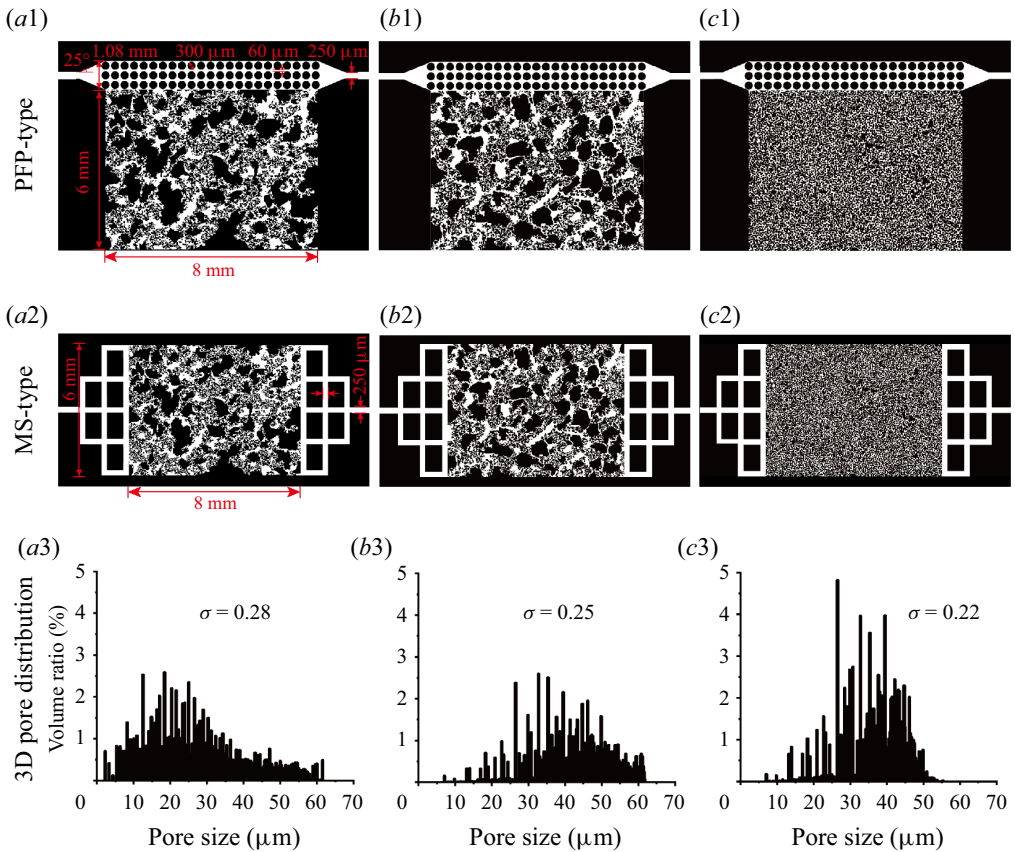 (a1) (b1) (c1)
25° 1.08 mm 300 μm 60 μm 250 μm
PFP-type
6 mm
8 mm
(a2) (b2) (c2)
MS-type
6 mm
250 μm
8 mm
(a3) (b3) (c3)
3D pore distribution
Volume ratio (%)
5
4
3
2
1
σ = 0.28
0 10 20 30 40 50 60 70
Pore size (μm)
5
4
3
2
1
σ = 0.25
0 10 20 30 40 50 60 70
Pore size (μm)
5
4
3
2
1
σ = 0.22
0 10 20 30 40 50 60 70
Pore size (μm)